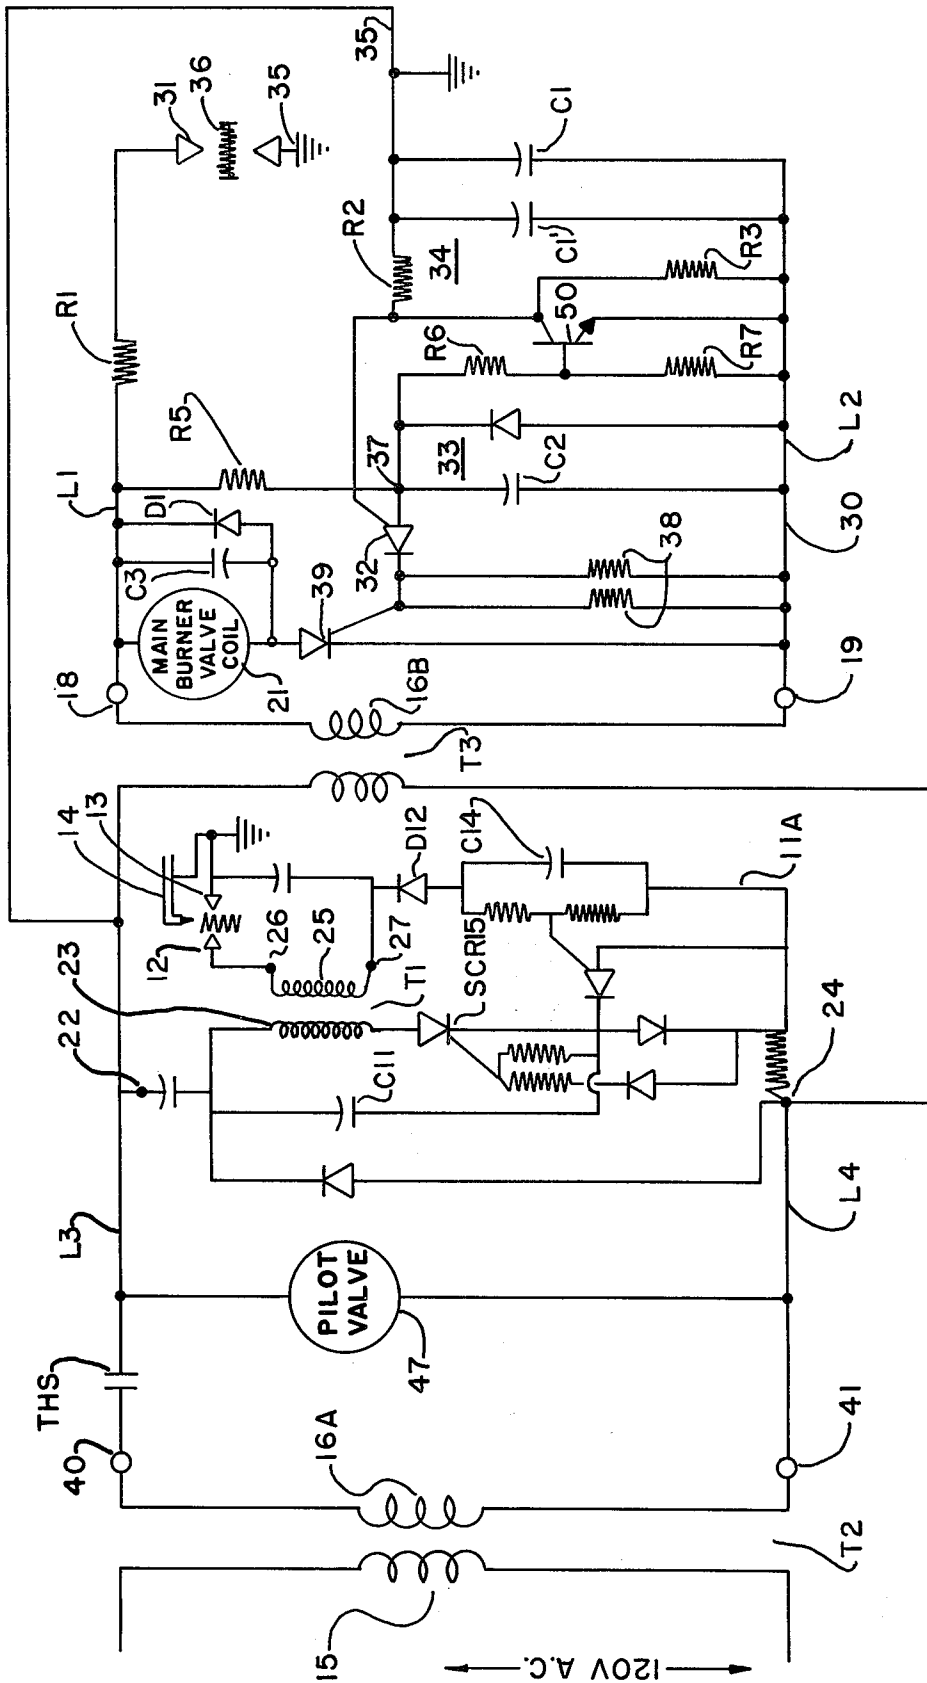 120V A.C.
15
T2
16A
40
41
THS
PILOT
VALVE
47
L3
L4
22
23
C11
24
T1
SCR15
12
26
25
27
14
13
D12
C14
11A
T3
16B
18
19
MAIN
BURNER
VALVE
COIL
21
C3
D1
L1
39
32
38
30
R5
37
33
C2
L2
R1
R6
50
R7
R2
34
R3
C1'
C1
31
36
35
35